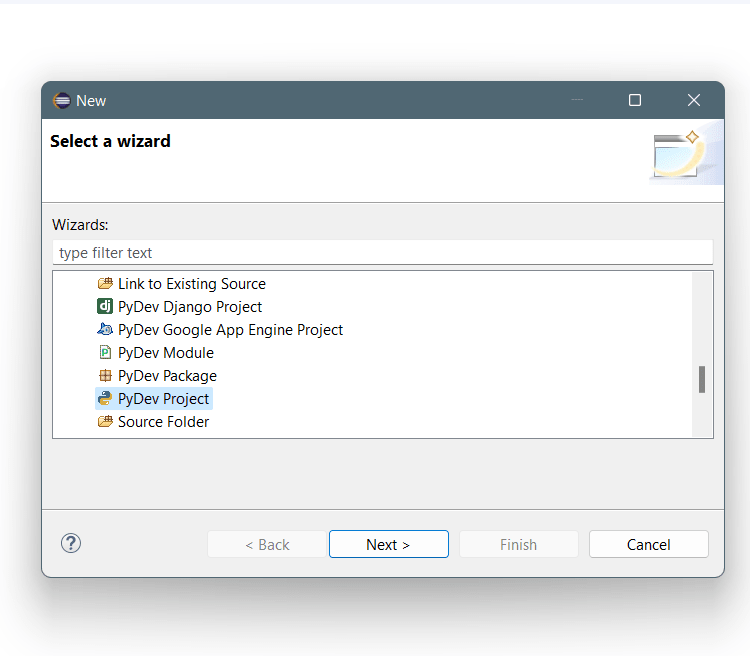 New
Select a wizard
Wizards:
type filter text
Link to Existing Source
dj PyDev Django Project
PyDev Google App Engine Project
P PyDev Module
PyDev Package
PyDev Project
Source Folder
? < Back Next > Finish Cancel